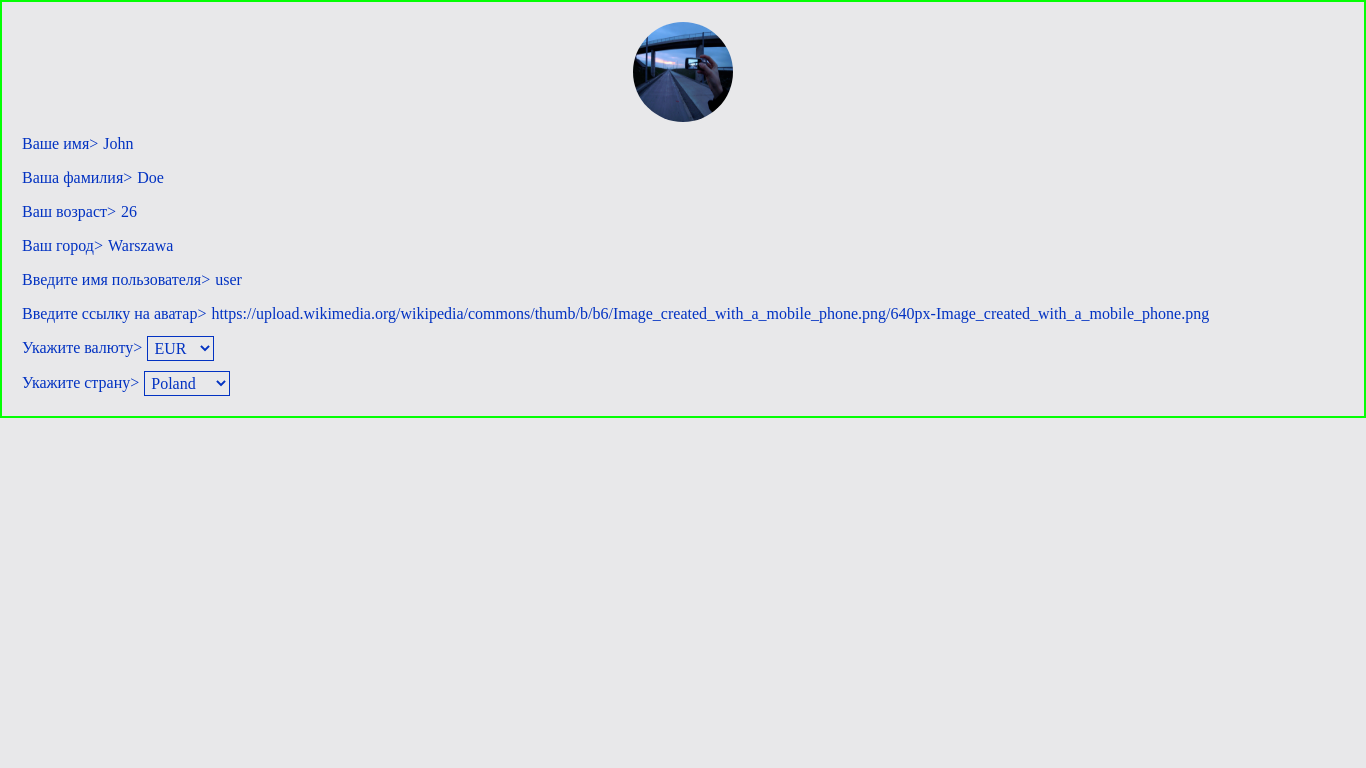 Ваше имя> John
Ваша фамилия> Doe
Ваш возраст> 26
Ваш город> Warszawa
Введите имя пользователя> user
Введите ссылку на аватар> https://upload.wikimedia.org/wikipedia/commons/thumb/b/b6/Image_created_with_a_mobile_phone.png/640px-Image_created_with_a_mobile_phone.png
Укажите валюту> EUR
Укажите страну> Poland